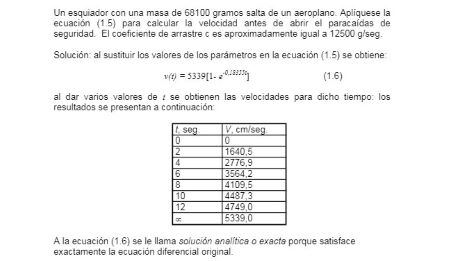 Un esquiador con una masa de 68100 gramos salta de un aeroplano. Aplíquese la
ecuación (1.5) para calcular la velocidad antes de abrir el paracaídas de
seguridad. El coeficiente de arrastre c es aproximadamente igual a 12500 g/seg.
Solución: al sustituir los valores de los parámetros en la ecuación (1.5) se obtiene:
v(t) = 5339[1- e^-0,18355t] (1.6)
al dar varios valores de t se obtienen las velocidades para dicho tiempo: los
resultados se presentan a continuación:
t, seg. V, cm/seg.
0 0
2 1640,5
4 2776,9
6 3564,2
8 4109,5
10 4487,3
12 4749,0
∞ 5339,0
A la ecuación (1.6) se le llama solución analítica o exacta porque satisface
exactamente la ecuación diferencial original.